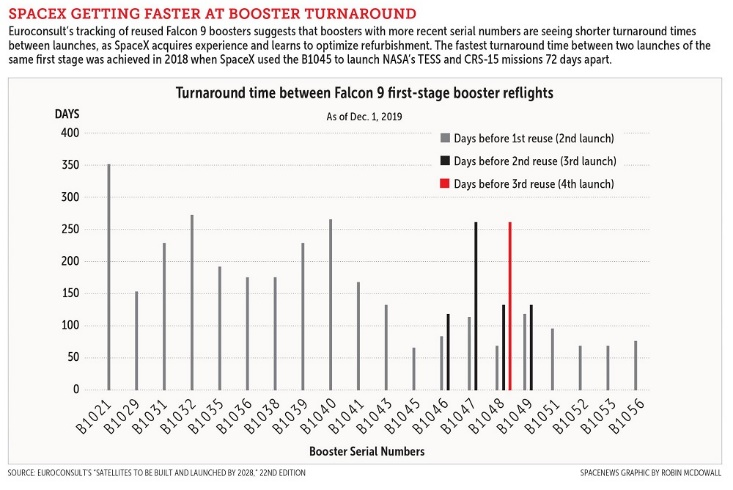 SPACEX GETTING FASTER AT BOOSTER TURNAROUND
Euroconsult's tracking of reused Falcon 9 boosters suggests that boosters with more recent serial numbers are seeing shorter turnaround times
between launches, as SpaceX acquires experience and learns to optimize refurbishment. The fastest turnaround time between two launches of the
same first stage was achieved in 2018 when SpaceX used the B1045 to launch NASA's TESS and CRS-15 missions 72 days apart.
Turnaround time between Falcon 9 first-stage booster reflights
As of Dec. 1, 2019
DAYS
400
350
300
250
200
150
100
50
0
Days before 1st reuse (2nd launch)
Days before 2nd reuse (3rd launch)
Days before 3rd reuse (4th launch)
B1021
B1029
B1031
B1032
B1035
B1036
B1038
B1039
B1040
B1041
B1043
B1045
B1046
B1047
B1048
B1049
B1051
B1052
B1053
B1056
Booster Serial Numbers
SOURCE: EUROCONSULT'S "SATELLITES TO BE BUILT AND LAUNCHED BY 2028," 22ND EDITION
SPACENEWS GRAPHIC BY ROBIN MCDOWALL